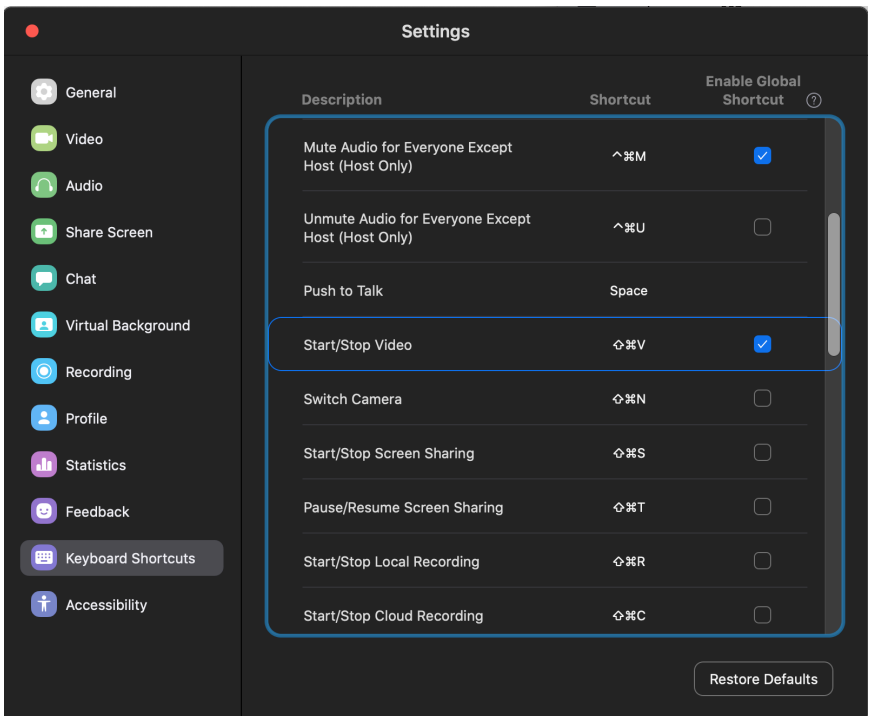 Settings
General
Video
Audio
Share Screen
Chat
Virtual Background
Recording
Profile
Statistics
Feedback
Keyboard Shortcuts
Accessibility
Description
Shortcut
Enable Global
Shortcut ?
Mute Audio for Everyone Except
Host (Host Only)
^⌘M
Unmute Audio for Everyone Except
Host (Host Only)
^⌘U
Push to Talk
Space
Start/Stop Video
⇧⌘V
Switch Camera
⇧⌘N
Start/Stop Screen Sharing
⇧⌘S
Pause/Resume Screen Sharing
⇧⌘T
Start/Stop Local Recording
⇧⌘R
Start/Stop Cloud Recording
⇧⌘C
Restore Defaults